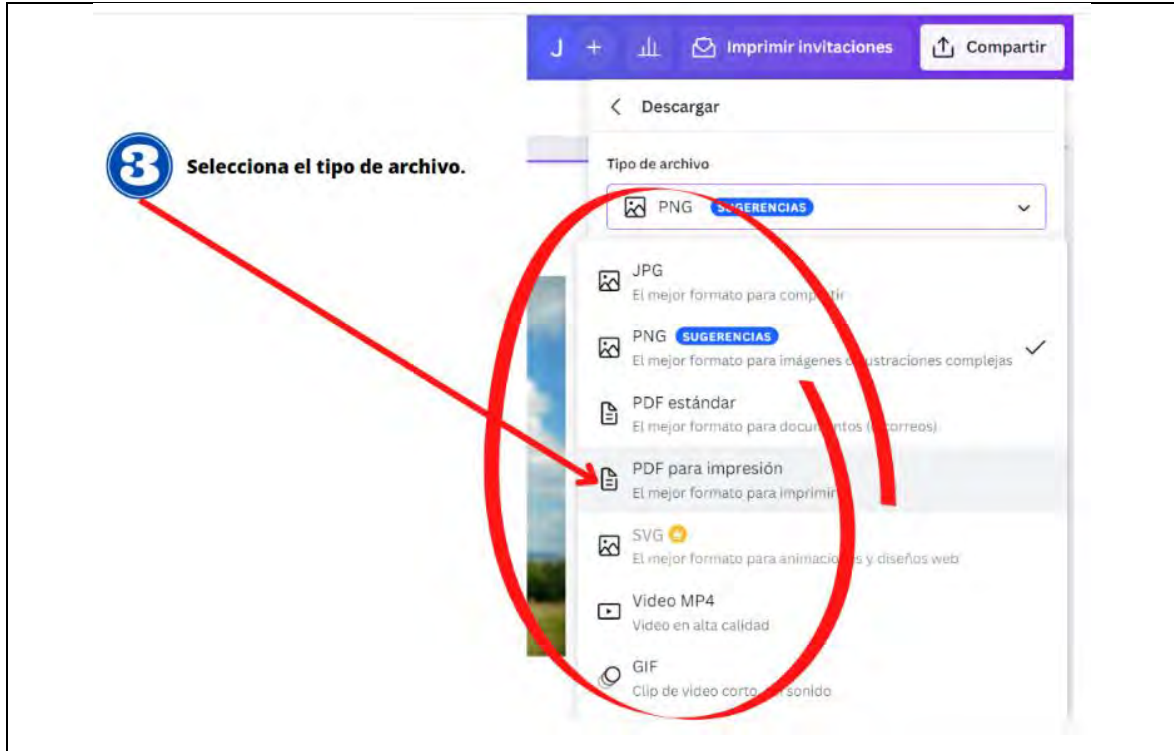 J + Imprimir invitaciones Compartir
Descargar
3 Selecciona el tipo de archivo.
Tipo de archivo
PNG SUGERENCIAS
JPG
El mejor formato para compartir
PNG SUGERENCIAS
El mejor formato para imágenes o ilustraciones complejas
PDF estándar
El mejor formato para documentos (y correos)
PDF para impresión
El mejor formato para imprimir
SVG
El mejor formato para animaciones y diseños web
Video MP4
Video en alta calidad
GIF
Clip de video corto, sin sonido